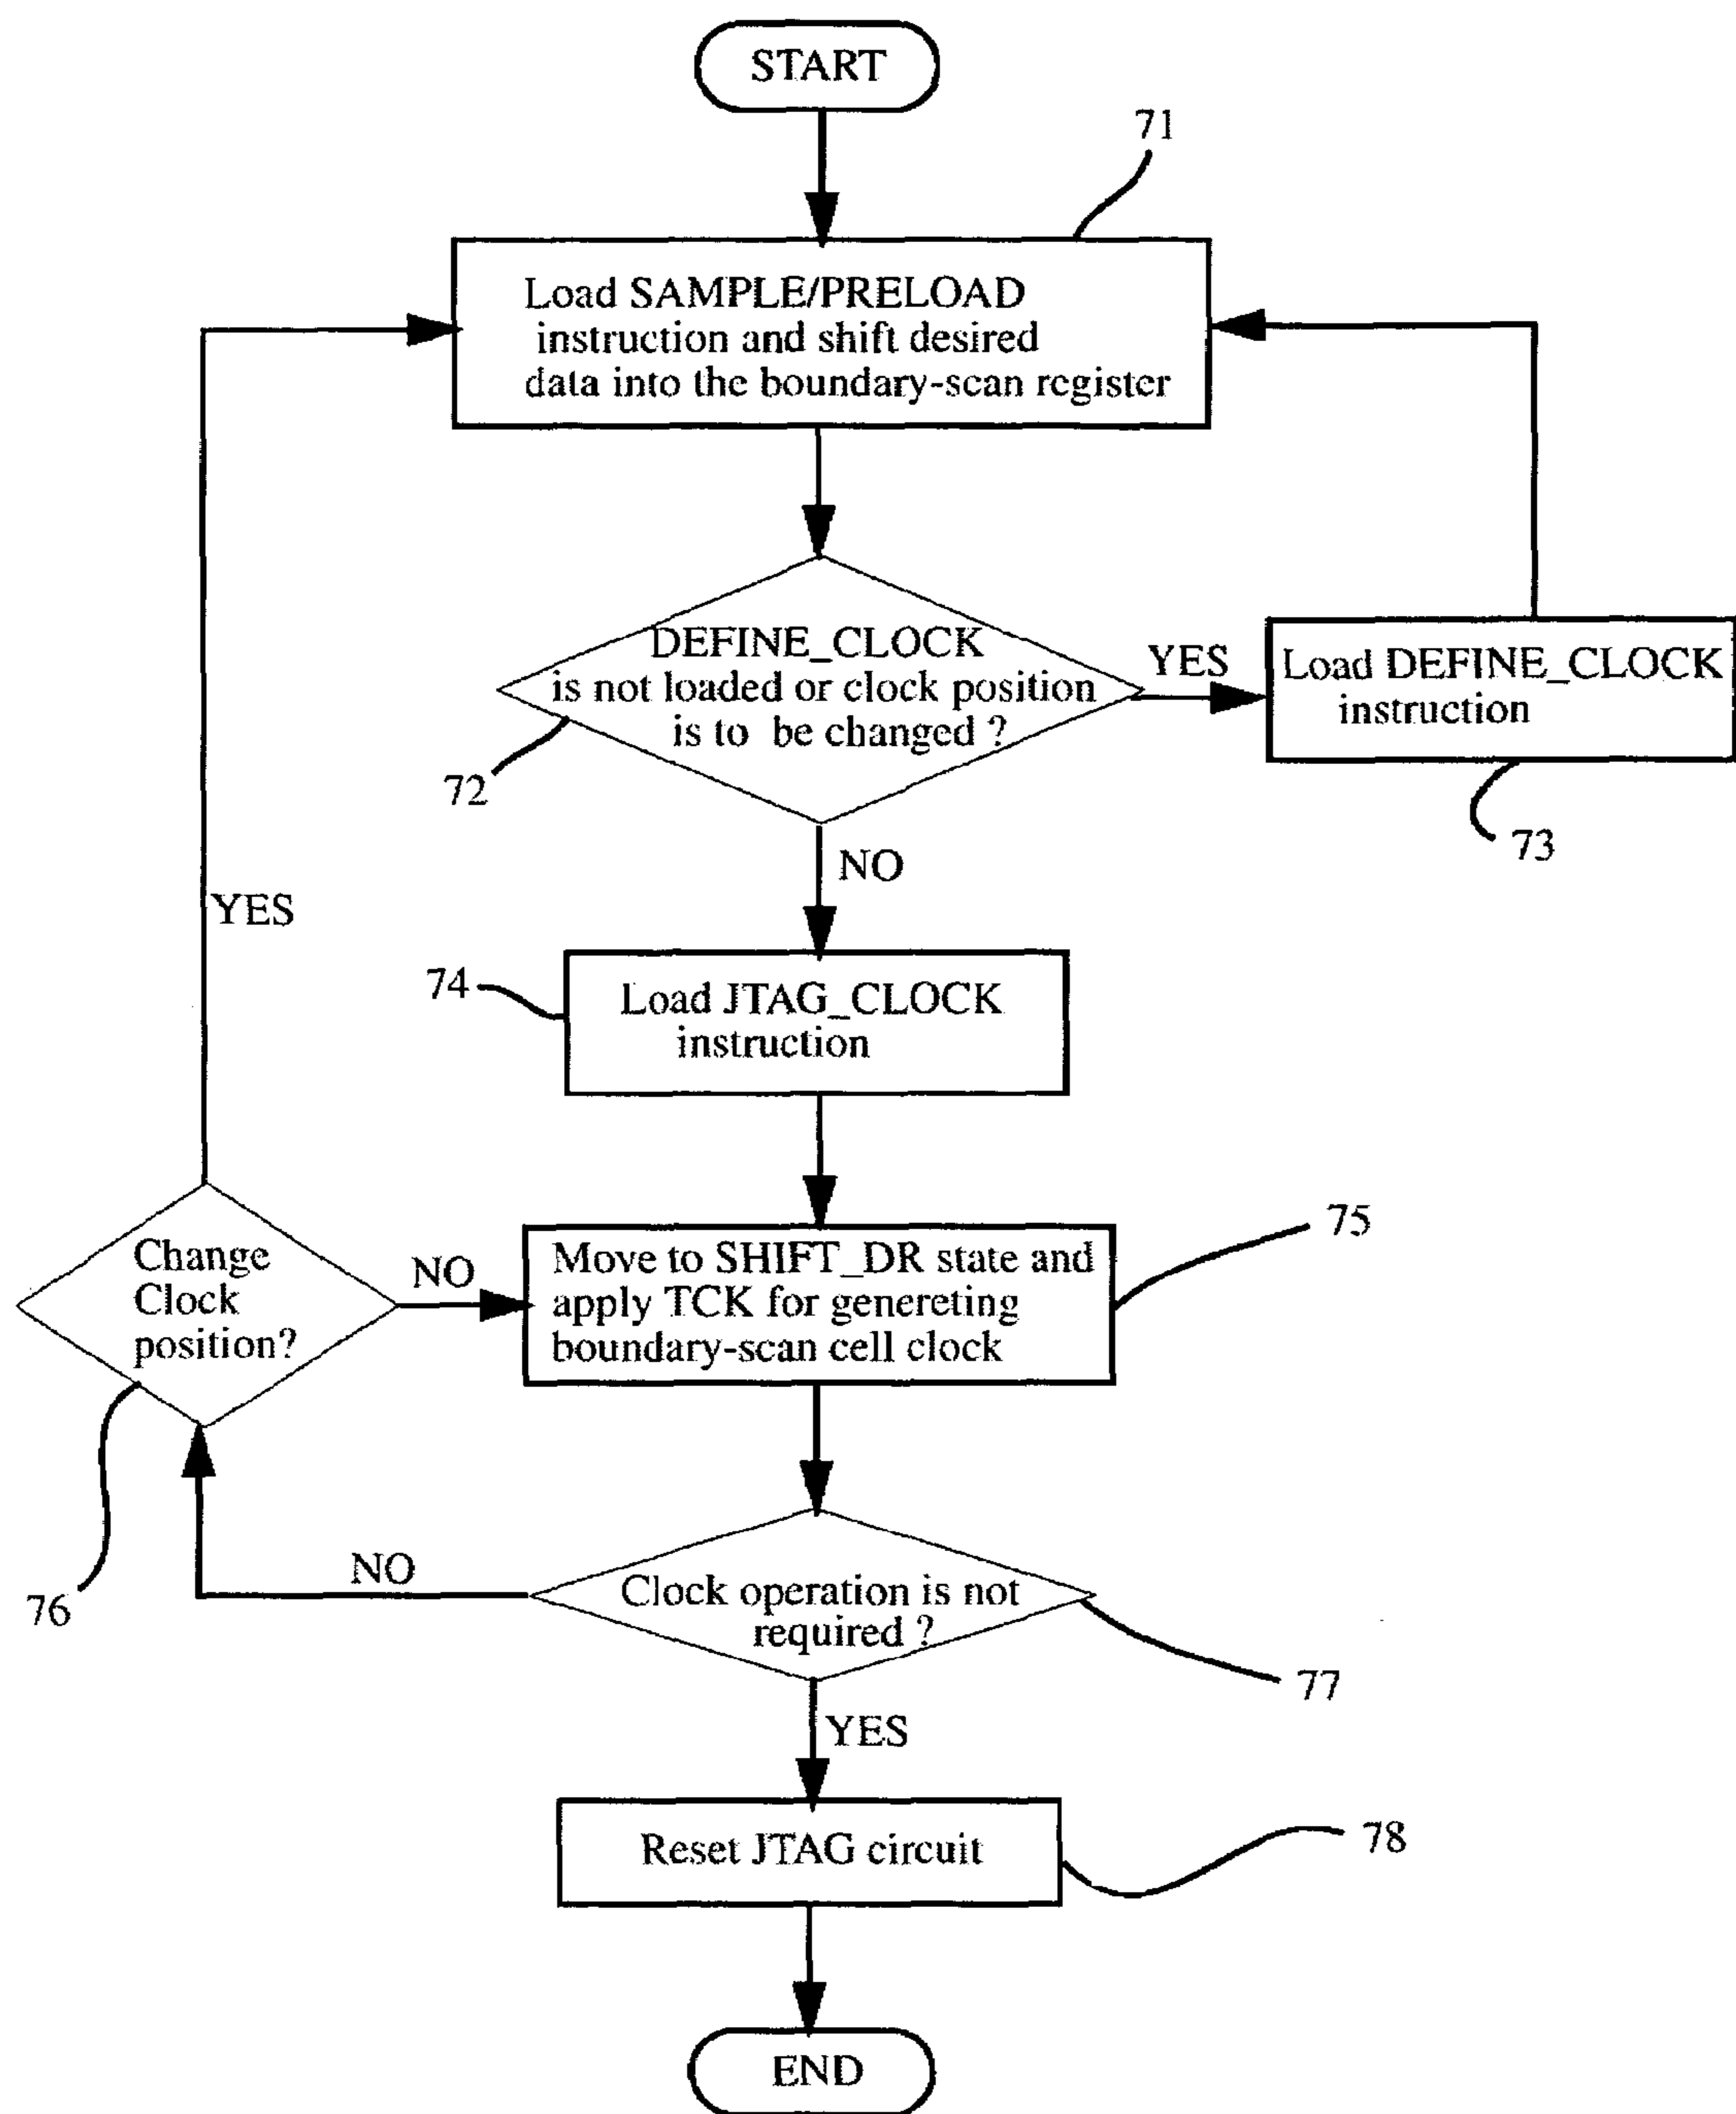 START
71
Load SAMPLE/PRELOAD
instruction and shift desired
data into the boundary-scan register
DEFINE_CLOCK
is not loaded or clock position
is to be changed ?
72
YES
Load DEFINE_CLOCK
instruction
73
NO
YES
74
Load JTAG_CLOCK
instruction
75
Change
Clock
position?
NO
Move to SHIFT_DR state and
apply TCK for genereting
boundary-scan cell clock
76
NO
Clock operation is not
required ?
77
YES
Reset JTAG circuit
78
END